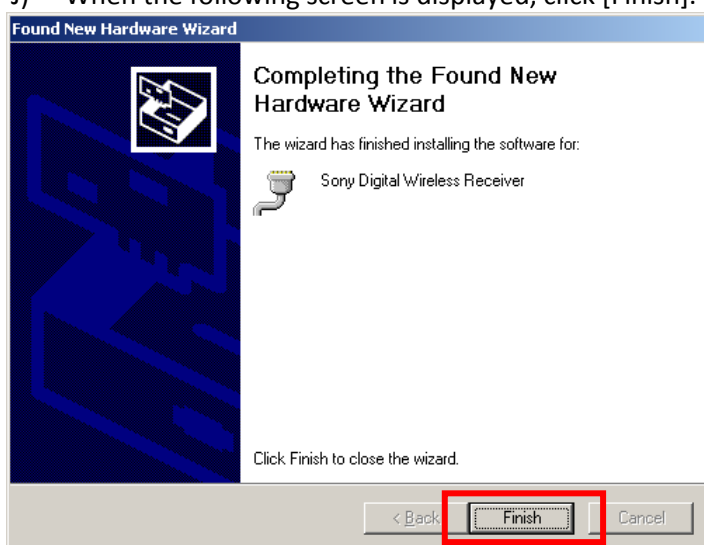 When the following screen is displayed, click [Finish].
Found New Hardware Wizard
Completing the Found New
Hardware Wizard
The wizard has finished installing the software for:
Sony Digital Wireless Receiver
Click Finish to close the wizard.
< Back
Finish
Cancel